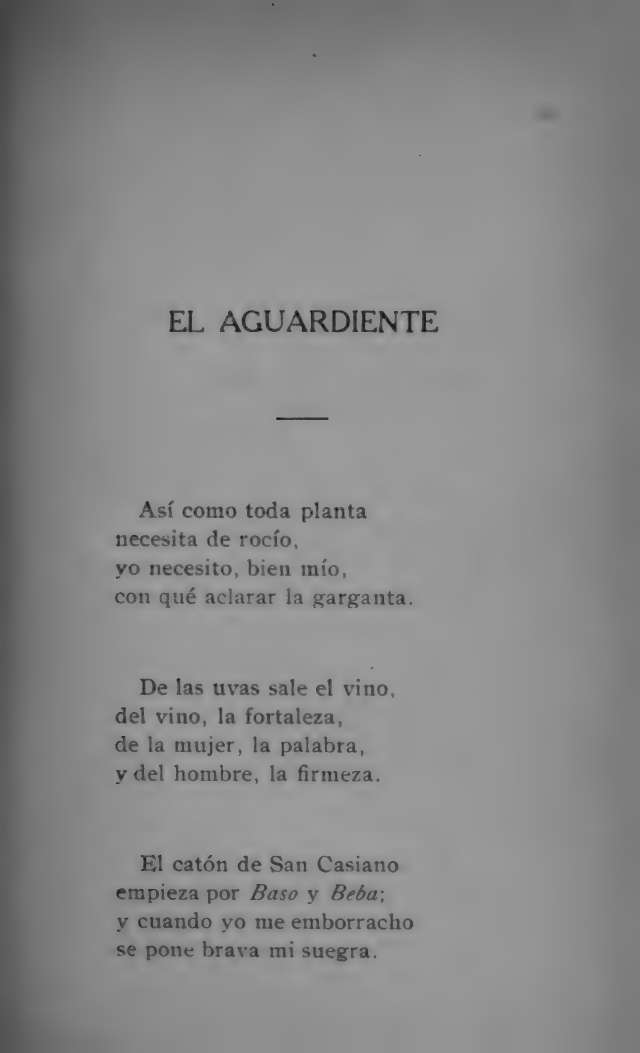 EL AGUARDIENTE
Así como toda planta
necesita de rocío,
yo necesito, bien mío,
con qué aclarar la garganta.
De las uvas sale el vino,
del vino, la fortaleza,
de la mujer, la palabra,
y del hombre, la firmeza.
El catón de San Casiano
empieza por Baso y Beba;
y cuando yo me emborracho
se pone brava mi suegra.